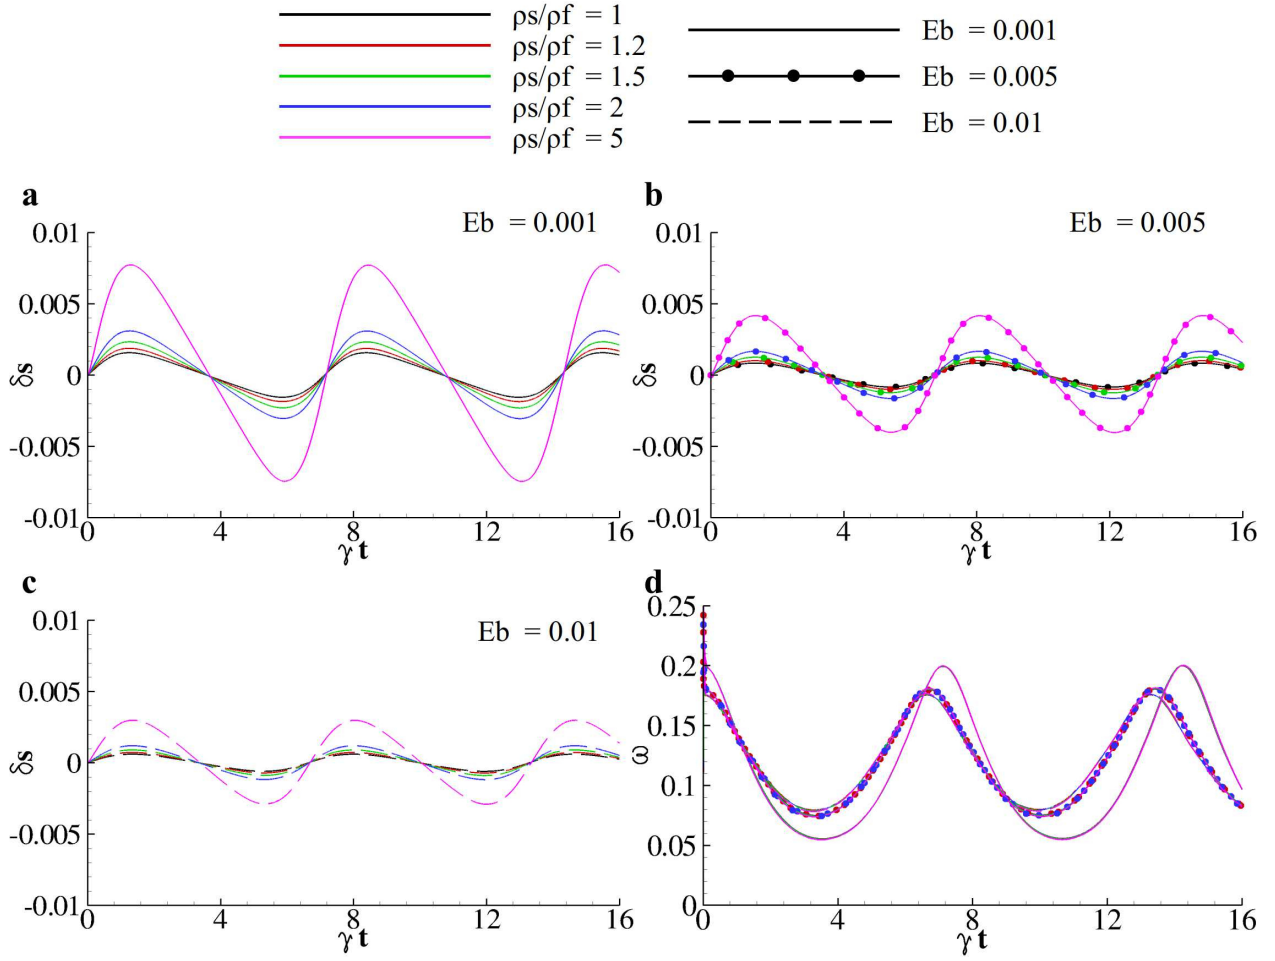 ρs/ρf = 1
ρs/ρf = 1.2
ρs/ρf = 1.5
ρs/ρf = 2
ρs/ρf = 5
Eb = 0.001
Eb = 0.005
Eb = 0.01
a
Eb = 0.001
0.01
0.005
0
-0.005
-0.01
δs
0 4 8 12 16
γ t
b
Eb = 0.005
0.01
0.005
0
-0.005
-0.01
δs
0 4 8 12 16
γ t
c
Eb = 0.01
0.01
0.005
0
-0.005
-0.01
δs
0 4 8 12 16
γ t
d
0.25
0.2
0.15
0.1
0.05
0
ω
0 4 8 12 16
γ t